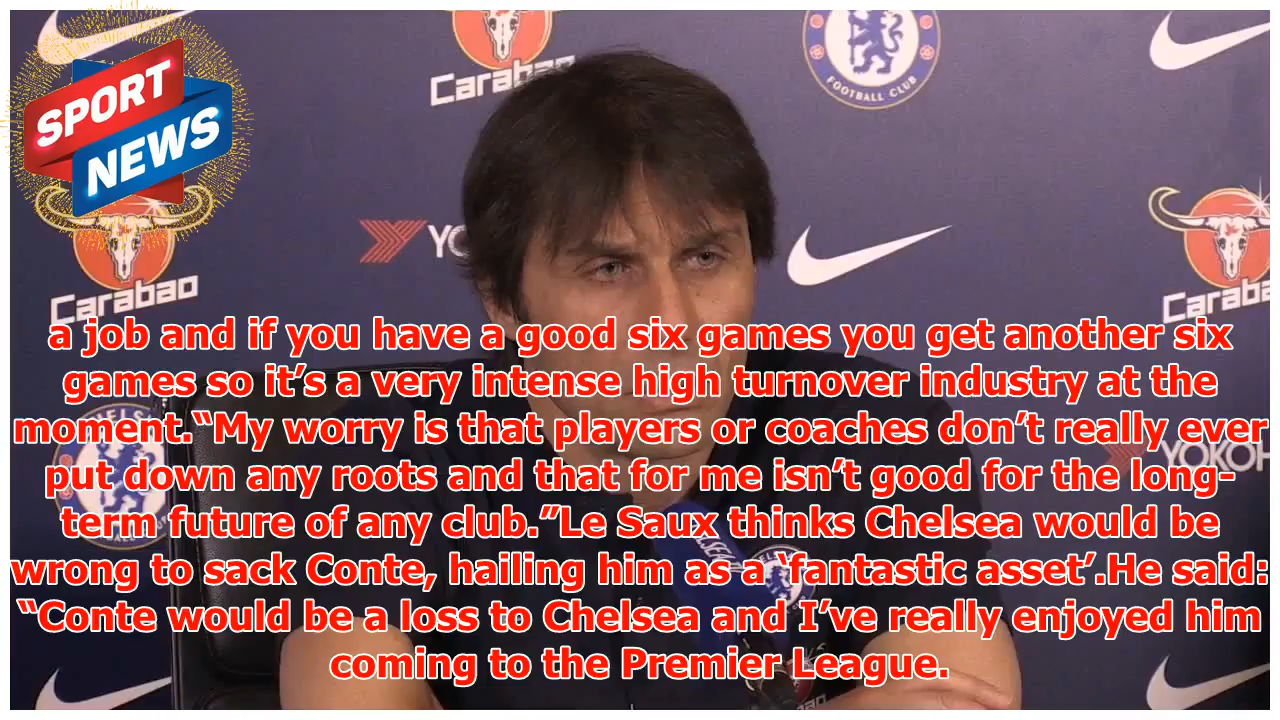 Carabao
FOOTBALL CLUB
SPORT
NEWS
Carabao
YO
Carabao
a job and if you have a good six games you get another six
games so it’s a very intense high turnover industry at the
moment.“My worry is that players or coaches don’t really ever
put down any roots and that for me isn’t good for the long-
term future of any club.”Le Saux thinks Chelsea would be
wrong to sack Conte, hailing him as a ‘fantastic asset’.He said:
“Conte would be a loss to Chelsea and I’ve really enjoyed him
coming to the Premier League.
YOKOH